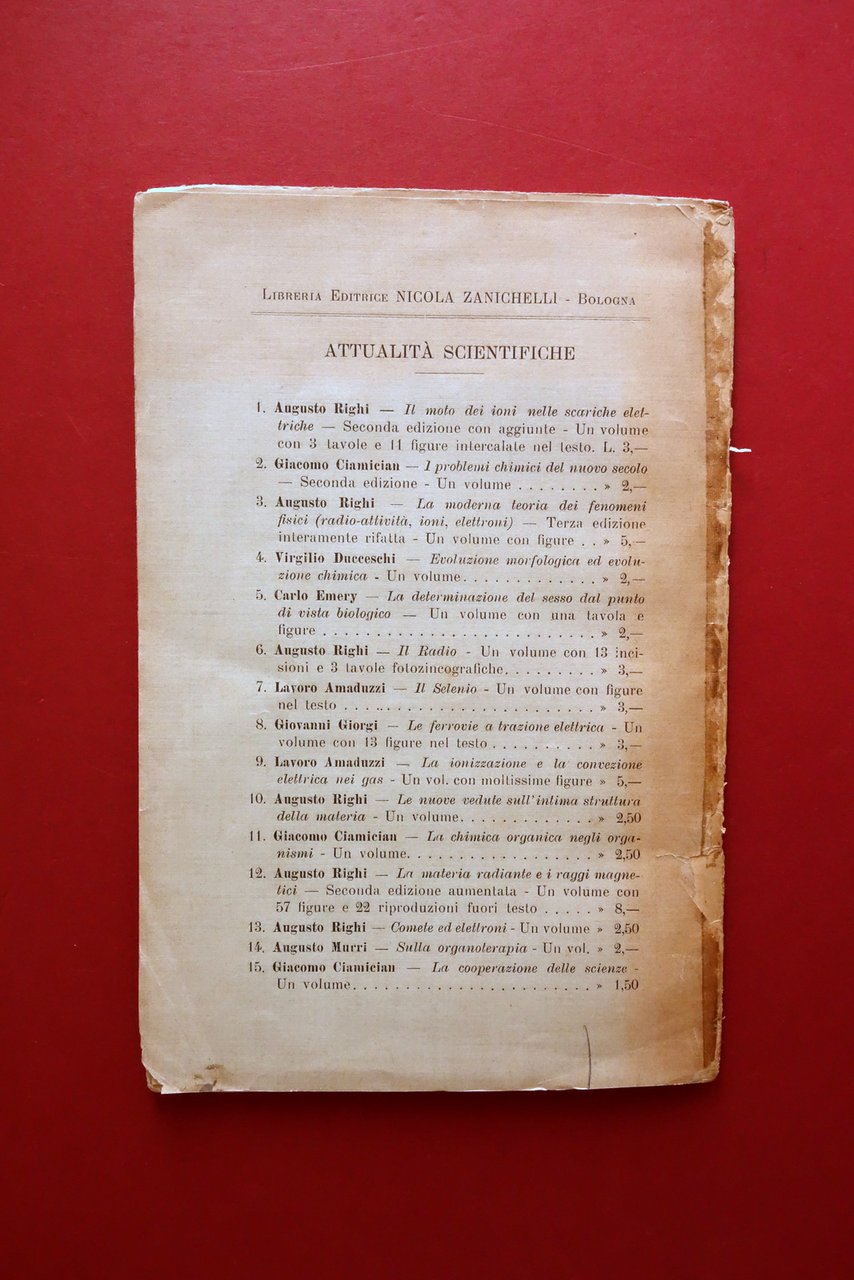 LIBRERIA EDITRICE NICOLA ZANICHELLI - BOLOGNA
ATTUALITÀ SCIENTIFICHE
1. Augusto Righi — Il moto dei ioni nelle scariche elet-
triche — Seconda edizione con aggiunte - Un volume
con 3 tavole e 11 figure intercalate nel testo. L. 3,—
2. Giacomo Ciamician — I problemi chimici del nuovo secolo
— Seconda edizione - Un volume . . . . . . . . » 2,—
3. Augusto Righi — La moderna teoria dei fenomeni
fisici (radio-attività, ioni, elettroni) — Terza edizione
interamente rifatta - Un volume con figure . . » 5,—
4. Virgilio Ducceschi — Evoluzione morfologica ed evolu-
zione chimica - Un volume. . . . . . . . . . . . . » 2,—
5. Carlo Emery — La determinazione del sesso dal punto
di vista biologico — Un volume con una tavola e
figure . . . . . . . . . . . . . . . . . . . . . . . . . . » 2,—
6. Augusto Righi — Il Radio - Un volume con 13 inci-
sioni e 3 tavole fotozincografiche. . . . . . . . . » 3,—
7. Lavoro Amaduzzi — Il Selenio - Un volume con figure
nel testo . . . . . . . . . . . . . . . . . . . . . . . . » 3,—
8. Giovanni Giorgi — Le ferrovie a trazione elettrica - Un
volume con 13 figure nel testo . . . . . . . . . . » 3,—
9. Lavoro Amaduzzi — La ionizzazione e la convezione
elettrica nei gas - Un vol. con moltissime figure » 5,—
10. Augusto Righi — Le nuove vedute sull'intima struttura
della materia - Un volume. . . . . . . . . . . . . » 2,50
11. Giacomo Ciamician — La chimica organica negli orga-
nismi - Un volume. . . . . . . . . . . . . . . . . . » 2,50
12. Augusto Righi — La materia radiante e i raggi magne-
tici — Seconda edizione aumentata - Un volume con
57 figure e 22 riproduzioni fuori testo . . . . . » 8,—
13. Augusto Righi — Comete ed elettroni - Un volume » 2,50
14. Augusto Murri — Sulla organoterapia - Un vol. » 2,—
15. Giacomo Ciamician — La cooperazione delle scienze -
Un volume. . . . . . . . . . . . . . . . . . . . . . . » 1,50